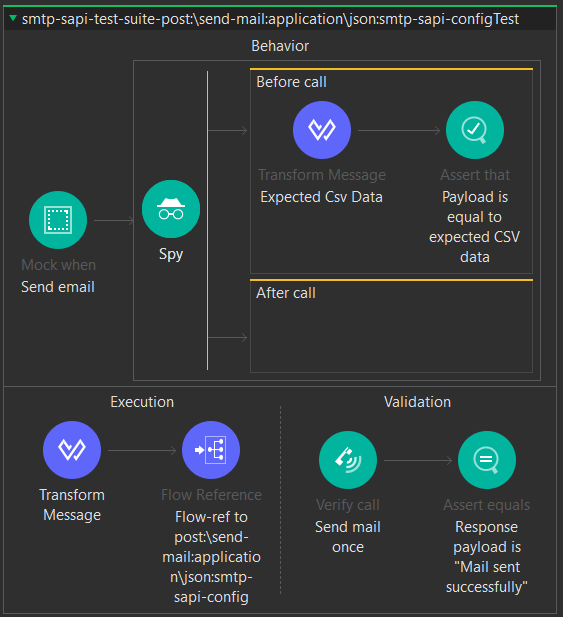 smtp-sapi-test-suite-post:\send-mail:application\json:smtp-sapi-configTest
Behavior
Before call
Transform Message
Expected Csv Data
Assert that
Payload is
equal to
expected CSV
data
Mock when
Send email
Spy
After call
Execution
Transform
Message
Flow Reference
Flow-ref to
post:\send-
mail:applicatio
n\json:smtp-
sapi-config
Validation
Verify call
Send mail
once
Assert equals
Response
payload is
"Mail sent
successfully"